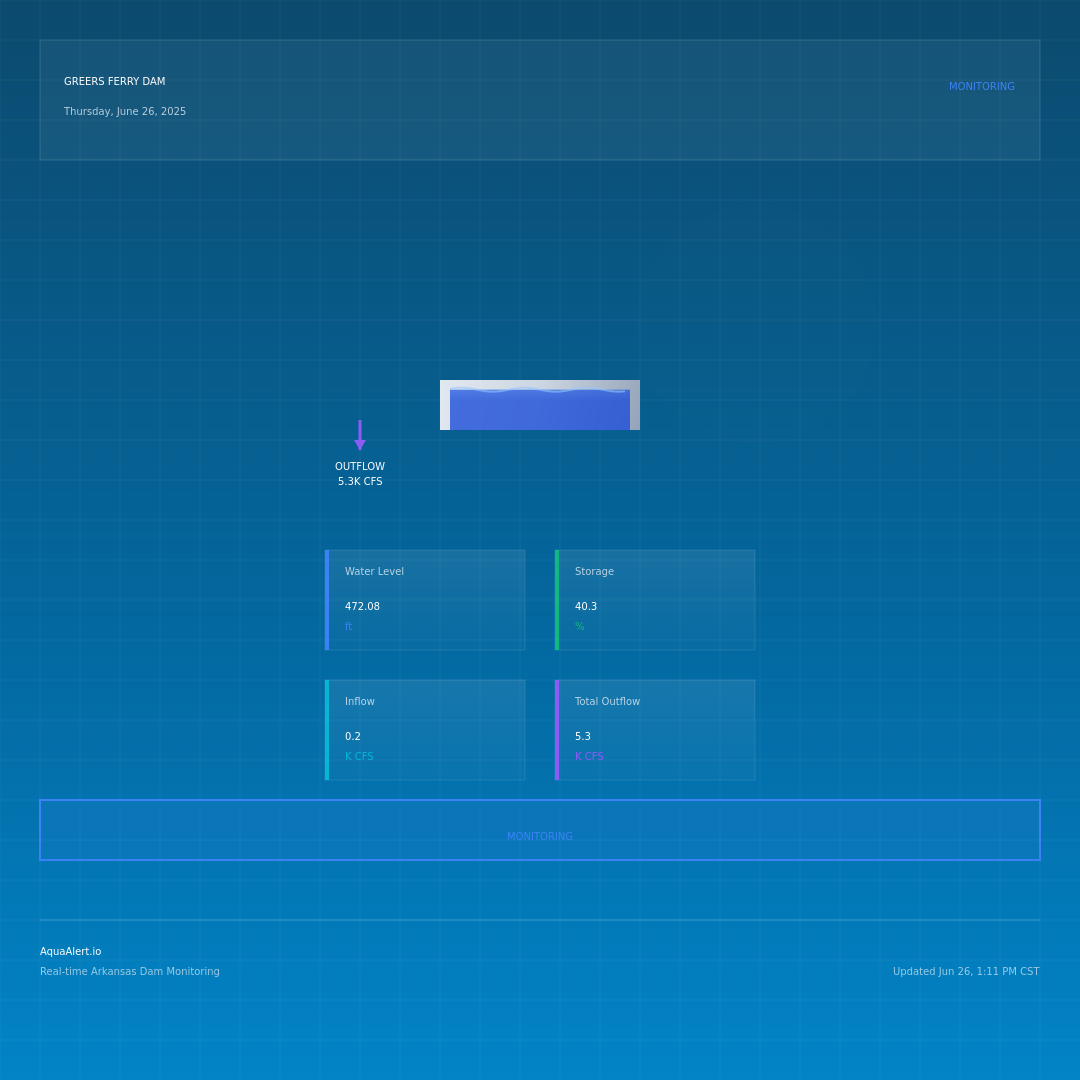 GREERS FERRY DAM
MONITORING
Thursday, June 26, 2025
OUTFLOW
5.3K CFS
Water Level
472.08
ft
Storage
40.3
%
Inflow
0.2
K CFS
Total Outflow
5.3
K CFS
MONITORING
AquaAlert.io
Real-time Arkansas Dam Monitoring
Updated Jun 26, 1:11 PM CST